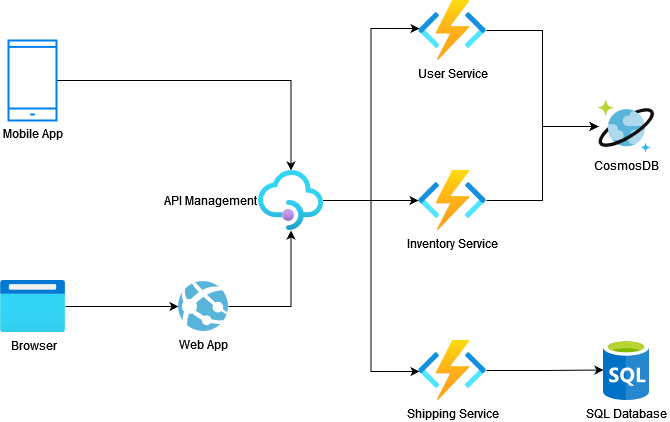 User Service
Mobile App
CosmosDB
API Management
Inventory Service
Browser
Web App
SQL
Shipping Service
SQL Database